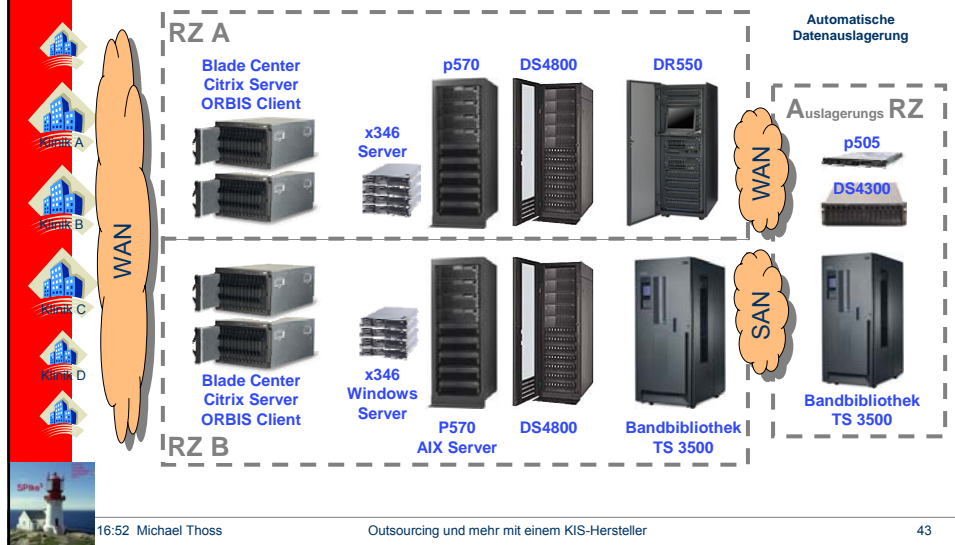 Automatische
Datenauslagerung
RZ A
Blade Center
Citrix Server
ORBIS Client
x346
Server
p570
DS4800
DR550
WAN
Auslagerungs RZ
p505
DS4300
Klinik A
Klinik B
Klinik C
Klinik D
WAN
SAN
Blade Center
Citrix Server
ORBIS Client
x346
Windows
Server
P570
AIX Server
DS4800
Bandbibliothek
TS 3500
Bandbibliothek
TS 3500
RZ B
16:52 Michael Thoss
Outsourcing und mehr mit einem KIS-Hersteller
43